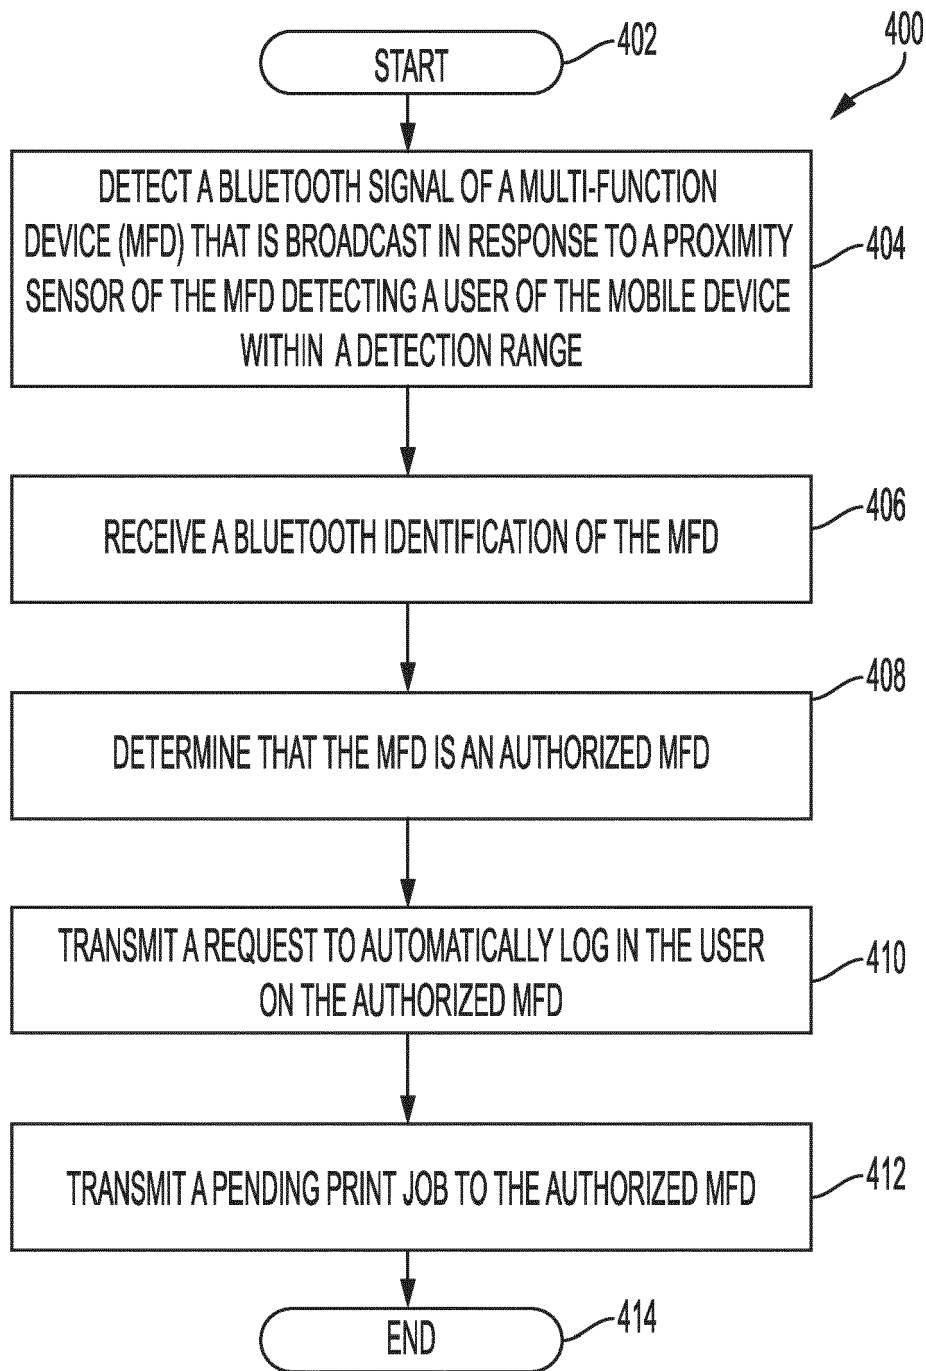 400
START
402
DETECT A BLUETOOTH SIGNAL OF A MULTI-FUNCTION
DEVICE (MFD) THAT IS BROADCAST IN RESPONSE TO A PROXIMITY
SENSOR OF THE MFD DETECTING A USER OF THE MOBILE DEVICE
WITHIN A DETECTION RANGE
404
RECEIVE A BLUETOOTH IDENTIFICATION OF THE MFD
406
DETERMINE THAT THE MFD IS AN AUTHORIZED MFD
408
TRANSMIT A REQUEST TO AUTOMATICALLY LOG IN THE USER
ON THE AUTHORIZED MFD
410
TRANSMIT A PENDING PRINT JOB TO THE AUTHORIZED MFD
412
END
414